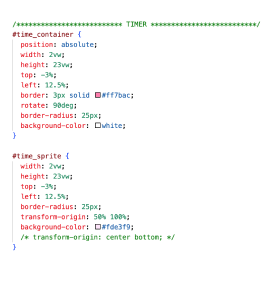 /************************** TIMER **************************/
#time_container {
position: absolute;
width: 2vw;
height: 23vw;
top: -3%;
left: 12.5%;
border: 3px solid #ff7bac;
rotate: 90deg;
border-radius: 25px;
background-color: white;
}
#time_sprite {
width: 2vw;
height: 23vw;
top: -3%;
left: 12.5%;
border-radius: 25px;
transform-origin: 50% 100%;
background-color: #fde3f9;
/* transform-origin: center bottom; */
}